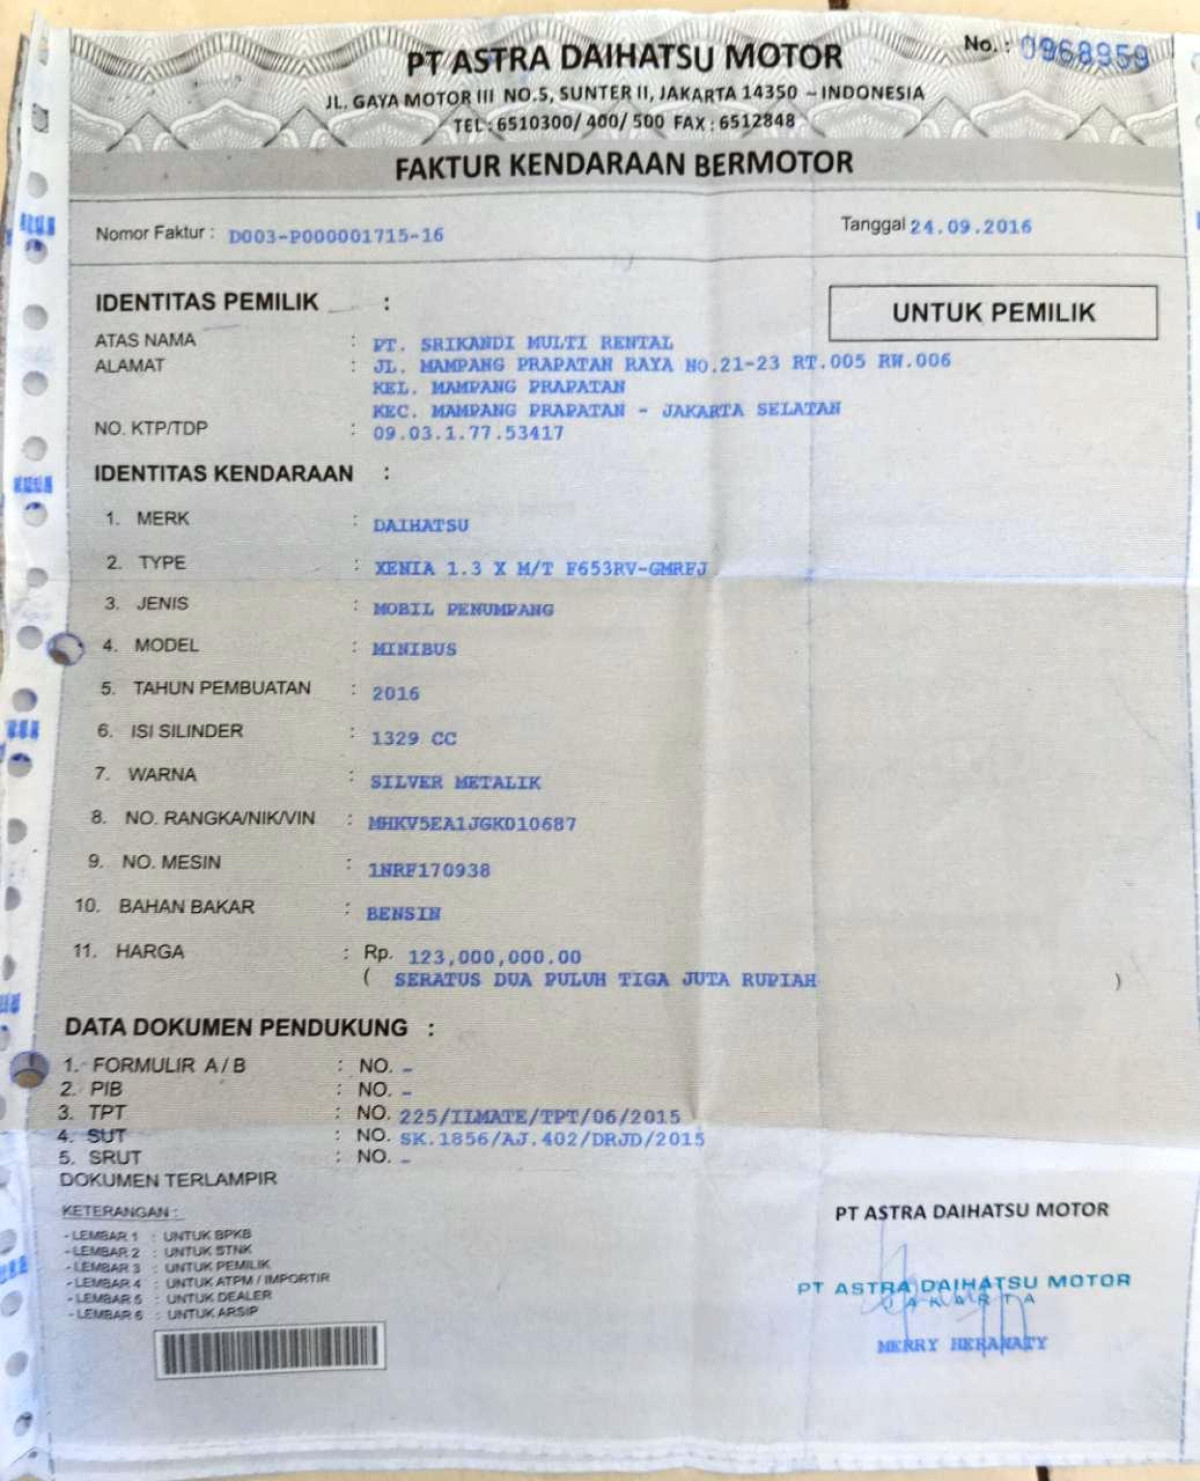 No. : 0968959
PT ASTRA DAIHATSU MOTOR
JL. GAYA MOTOR III NO.5, SUNTER II, JAKARTA 14350 – INDONESIA
TEL : 6510300/ 400/ 500 FAX : 6512848
FAKTUR KENDARAAN BERMOTOR
Nomor Faktur : D003-P000001715-16
Tanggal 24.09.2016
IDENTITAS PEMILIK :
UNTUK PEMILIK
ATAS NAMA : PT. SRIKANDI MULTI RENTAL
ALAMAT : JL. MAMPANG PRAPATAN RAYA No.21-23 RT.005 RW.006
KEL. MAMPANG PRAPATAN
KEC. MAMPANG PRAPATAN - JAKARTA SELATAN
NO. KTP/TDP : 09.03.1.77.53417
IDENTITAS KENDARAAN :
1. MERK : DAIHATSU
2. TYPE : XENIA 1.3 X M/T F653RV-GMRFJ
3. JENIS : MOBIL PENUMPANG
4. MODEL : MINIBUS
5. TAHUN PEMBUATAN : 2016
6. ISI SILINDER : 1329 CC
7. WARNA : SILVER METALIK
8. NO. RANGKA/NIK/VIN : MHKV5EA1JGK010687
9. NO. MESIN : 1NRF170938
10. BAHAN BAKAR : BENSIN
11. HARGA : Rp. 123,000,000.00
( SERATUS DUA PULUH TIGA JUTA RUPIAH )
DATA DOKUMEN PENDUKUNG :
1. FORMULIR A / B : NO. -
2. PIB : NO. -
3. TPT : NO. 225/ILMATE/TPT/06/2015
4. SUT : NO. SK.1856/AJ.402/DRJD/2015
5. SRUT : NO. -
DOKUMEN TERLAMPIR
KETERANGAN :
- LEMBAR 1 : UNTUK BPKB
- LEMBAR 2 : UNTUK STNK
- LEMBAR 3 : UNTUK PEMILIK
- LEMBAR 4 : UNTUK ATPM / IMPORTIR
- LEMBAR 5 : UNTUK DEALER
- LEMBAR 6 : UNTUK ARSIP
PT ASTRA DAIHATSU MOTOR
PT ASTRA DAIHATSU MOTOR
JAKARTA
MERRY HERAWATY